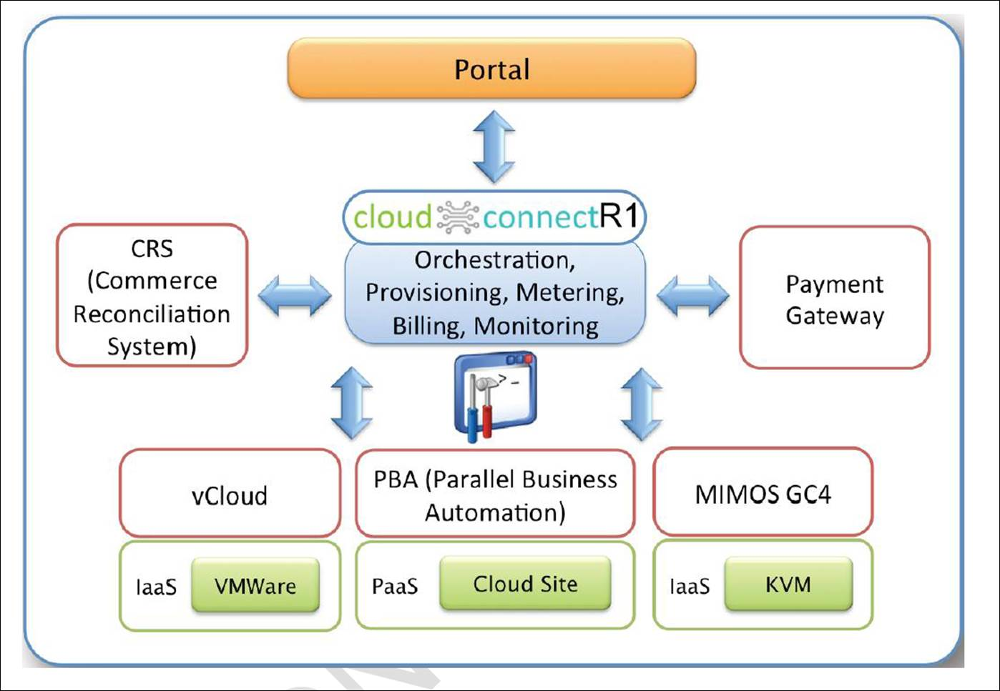 Portal
cloud connectR1
Orchestration,
Provisioning, Metering,
Billing, Monitoring
CRS
(Commerce
Reconciliation
System)
Payment
Gateway
>_
vCloud
PBA (Parallel Business
Automation)
MIMOS GC4
IaaS
VMWare
PaaS
Cloud Site
IaaS
KVM